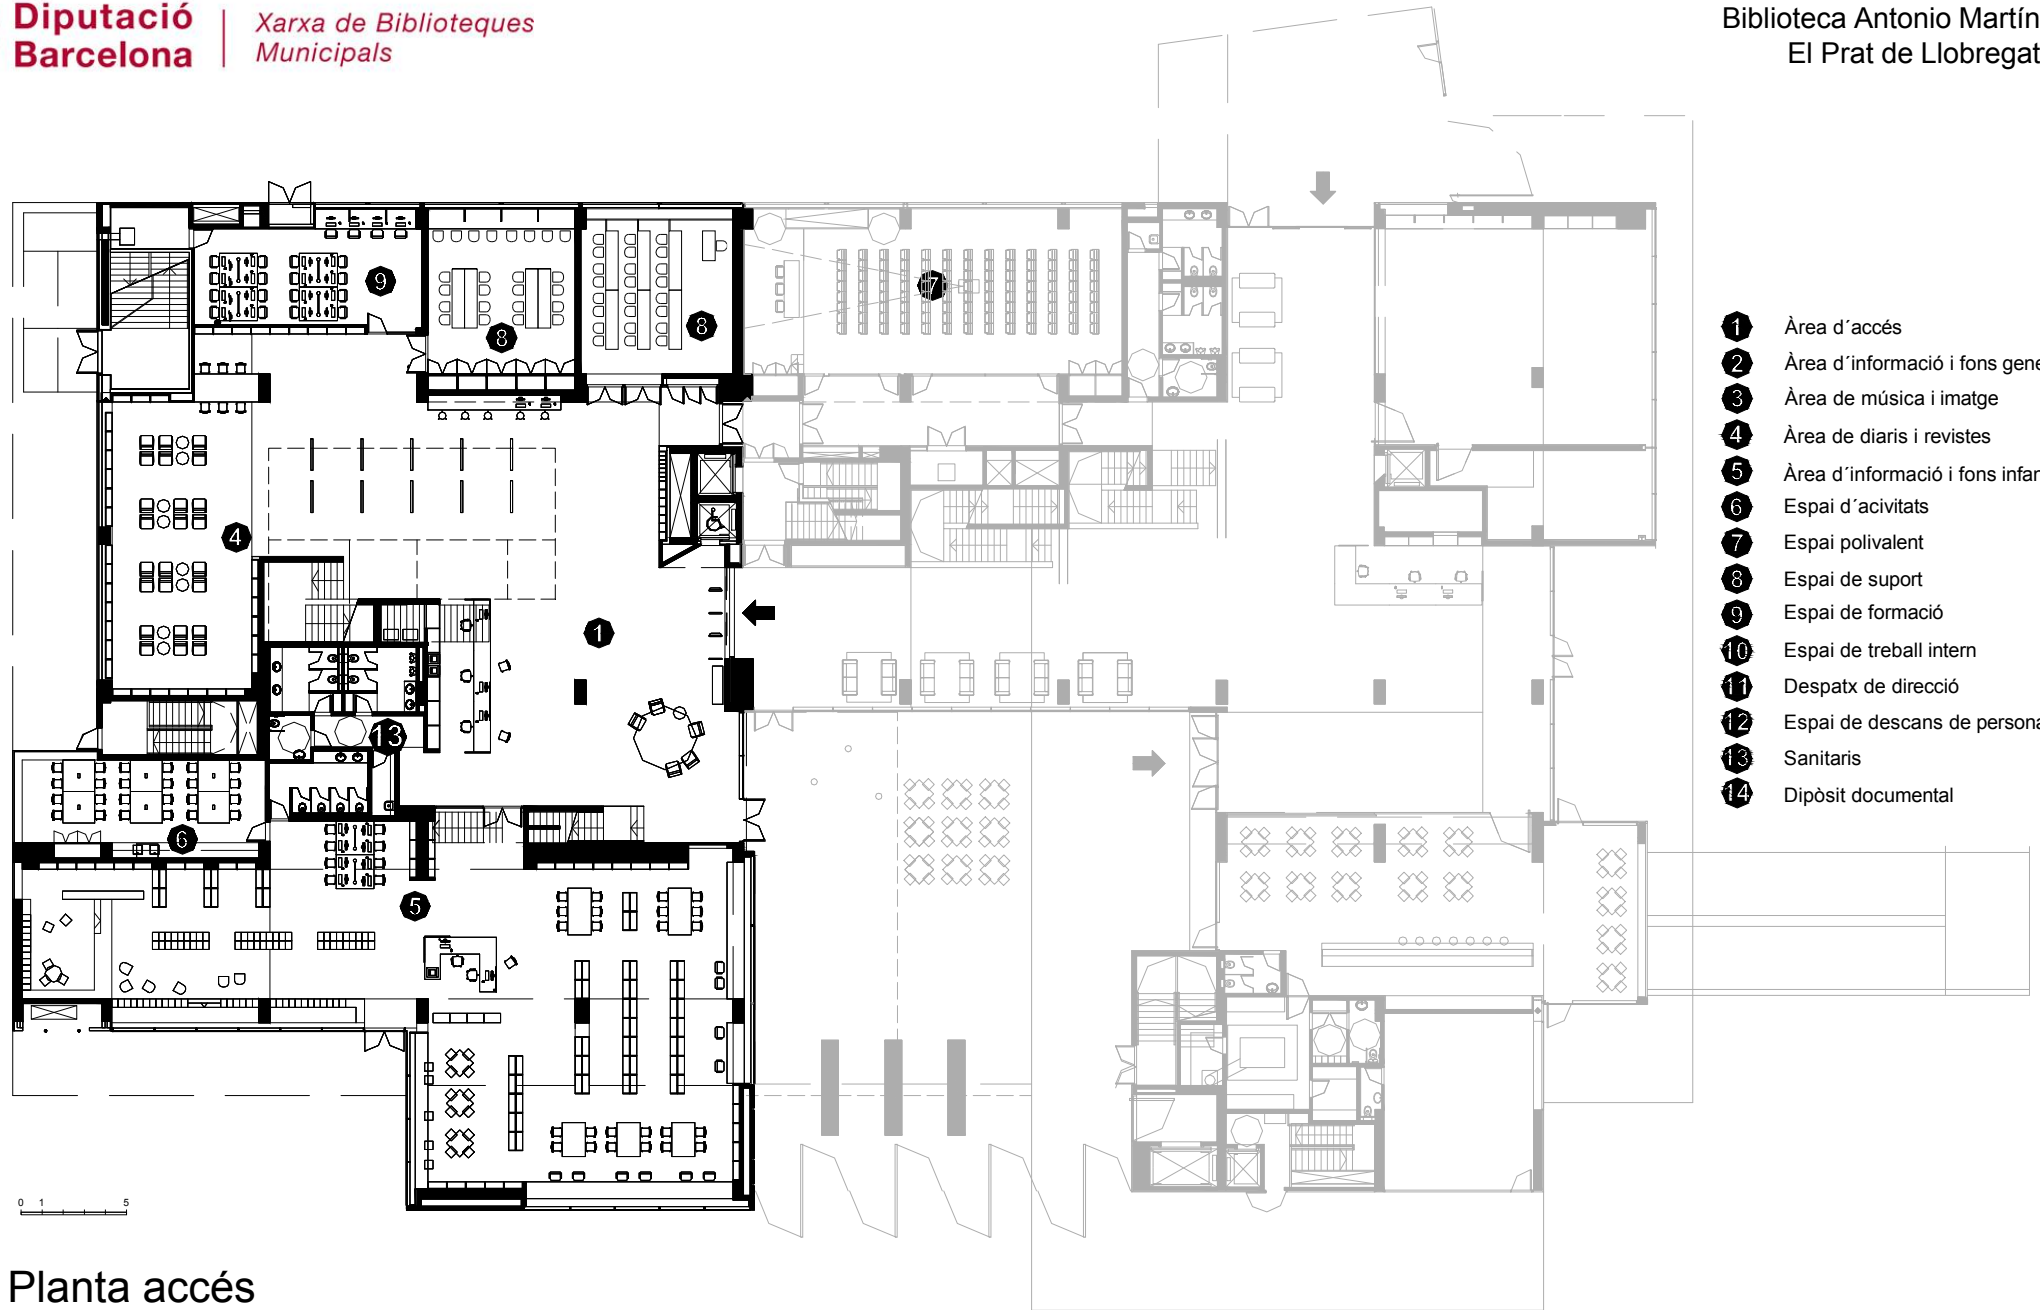 Diputació
Barcelona
Xarxa de Biblioteques
Municipals
Biblioteca Antonio Martín
El Prat de Llobregat
1 Àrea d´accés
2 Àrea d´informació i fons gene
3 Àrea de música i imatge
4 Àrea de diaris i revistes
5 Àrea d´informació i fons infan
6 Espai d´acivitats
7 Espai polivalent
8 Espai de suport
9 Espai de formació
10 Espai de treball intern
11 Despatx de direcció
12 Espai de descans de persona
13 Sanitaris
14 Dipòsit documental
9
8
8
7
4
1
13
6
5
0 1 5
Planta accés